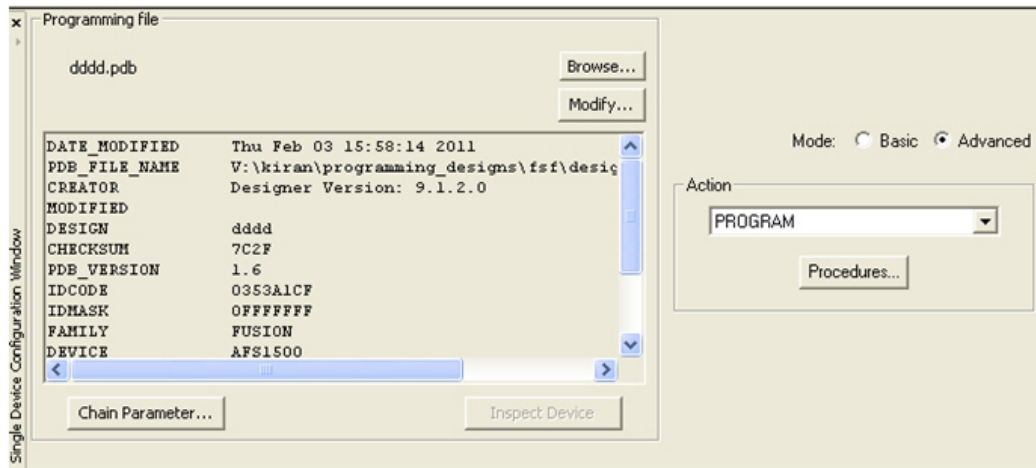 Single Device Configuration Window
Programming file
dddd.pdb
Browse...
Modify...
DATE_MODIFIED Thu Feb 03 15:58:14 2011
PDB_FILE_NAME V:\kiran\programming_designs\fsf\desig
CREATOR Designer Version: 9.1.2.0
MODIFIED
DESIGN dddd
CHECKSUM 7C2F
PDB_VERSION 1.6
IDCODE 0353A1CF
IDMASK 0FFFFFFF
FAMILY FUSION
DEVICE AFS1500
Chain Parameter...
Inspect Device
Mode: Basic Advanced
Action
PROGRAM
Procedures...